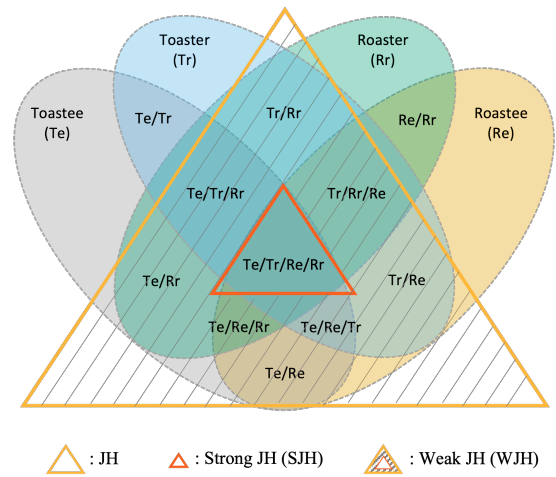 Toaster
(Tr)
Roaster
(Rr)
Toastee
(Te)
Roastee
(Re)
Te/Tr
Tr/Rr
Re/Rr
Te/Tr/Rr
Tr/Rr/Re
Te/Tr/Re/Rr
Te/Rr
Tr/Re
Te/Re/Rr
Te/Re/Tr
Te/Re
: JH
: Strong JH (SJH)
: Weak JH (WJH)